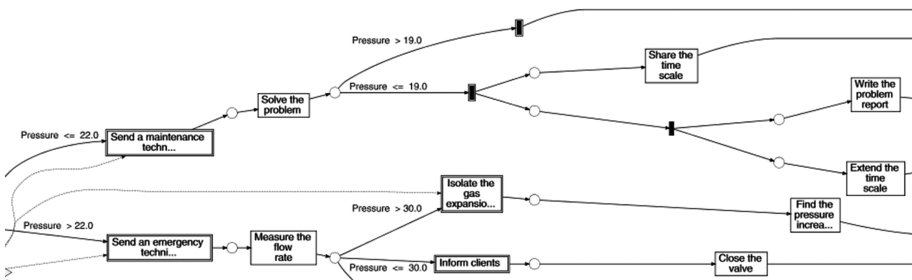 Pressure > 19.0
Share the
time
scale
Pressure <= 19.0
Write the
problem
report
Solve the
problem
Pressure <= 22.0
Send a maintenance
techn...
Extend the
time
scale
Isolate the
gas
expansio...
Pressure > 30.0
Find the
pressure
increa...
Pressure > 22.0
Send an emergency
techni...
Measure the
flow
rate
Inform clients
Pressure <= 30.0
Close the
valve